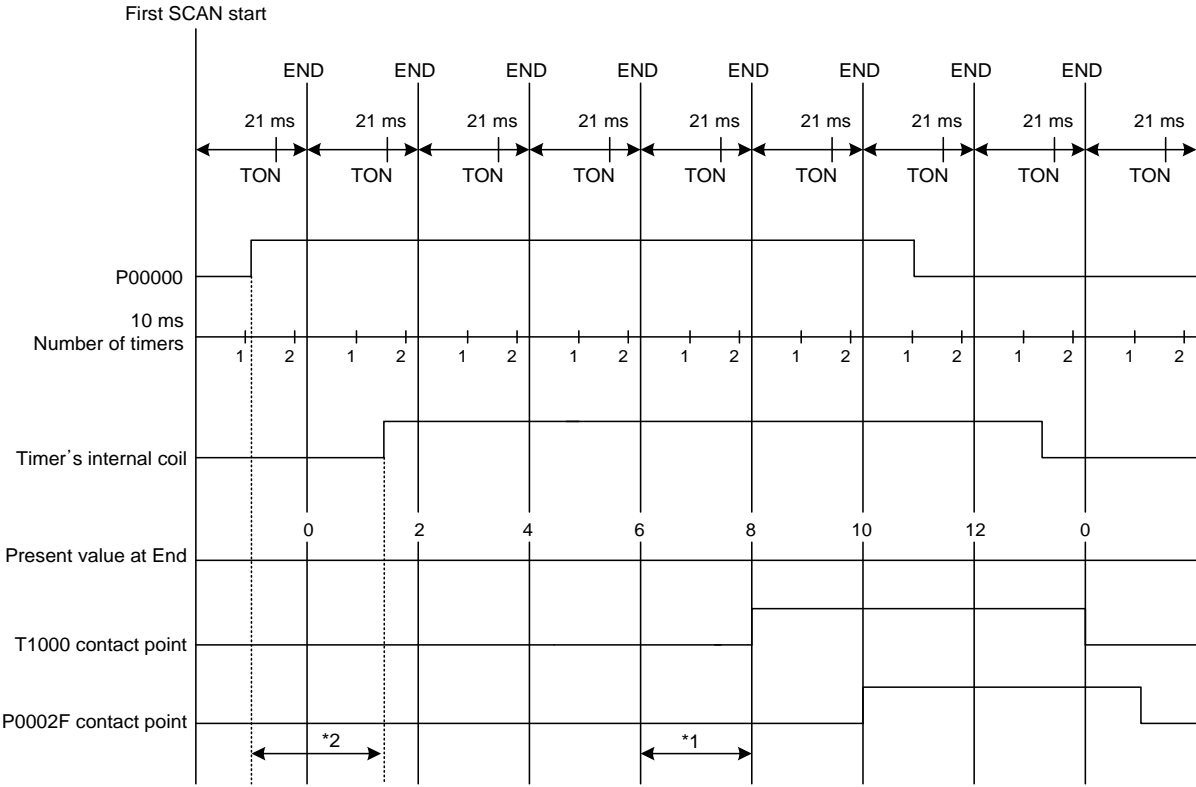 First SCAN start
END END END END END END END END
21 ms 21 ms 21 ms 21 ms 21 ms 21 ms 21 ms 21 ms 21 ms
TON TON TON TON TON TON TON TON TON
P00000
10 ms
Number of timers
1 2 1 2 1 2 1 2 1 2 1 2 1 2 1 2 1 2
Timer's internal coil
0 2 4 6 8 10 12 0
Present value at End
T1000 contact point
P0002F contact point
*2 *1